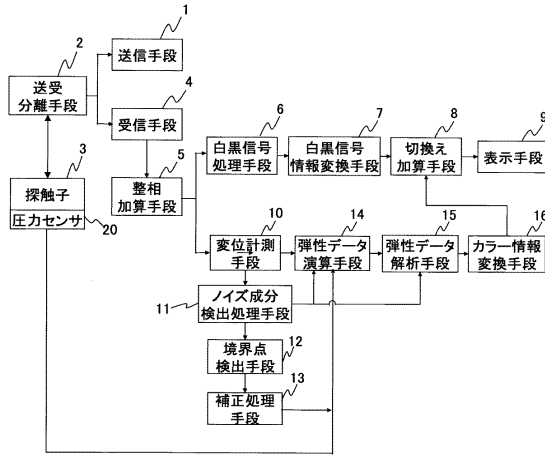 1
送信手段
2
送受
分離手段
4
受信手段
3
探触子
圧力センサ
20
5
整相
加算手段
6
白黒信号
処理手段
7
白黒信号
情報変換手段
8
切換え
加算手段
9
表示手段
10
変位計測
手段
14
弾性データ
演算手段
15
弾性データ
解析手段
16
カラー情報
変換手段
11
ノイズ成分
検出処理手段
12
境界点
検出手段
13
補正処理
手段